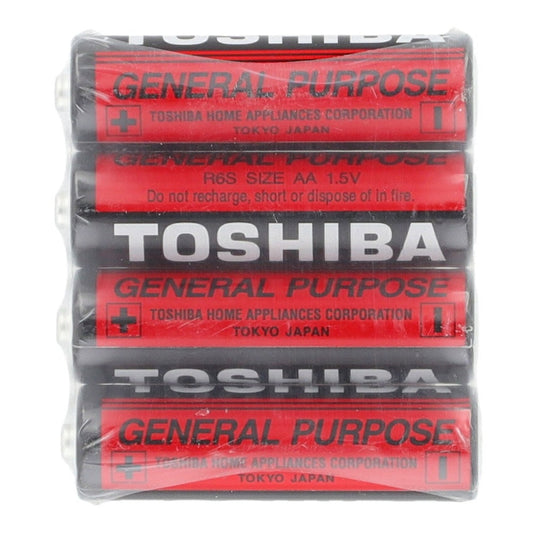 TOSHIBA
GENERAL PURPOSE
+ -
TOSHIBA HOME APPLIANCES CORPORATION
TOKYO JAPAN
GENERAL PURPOSE
R6S SIZE AA 1.5V
Do not recharge, short or dispose of in fire.
TOSHIBA
GENERAL PURPOSE
+ -
TOSHIBA HOME APPLIANCES CORPORATION
TOKYO JAPAN
TOSHIBA
GENERAL PURPOSE
+ -
TOSHIBA HOME APPLIANCES CORPORATION
TOKYO JAPAN